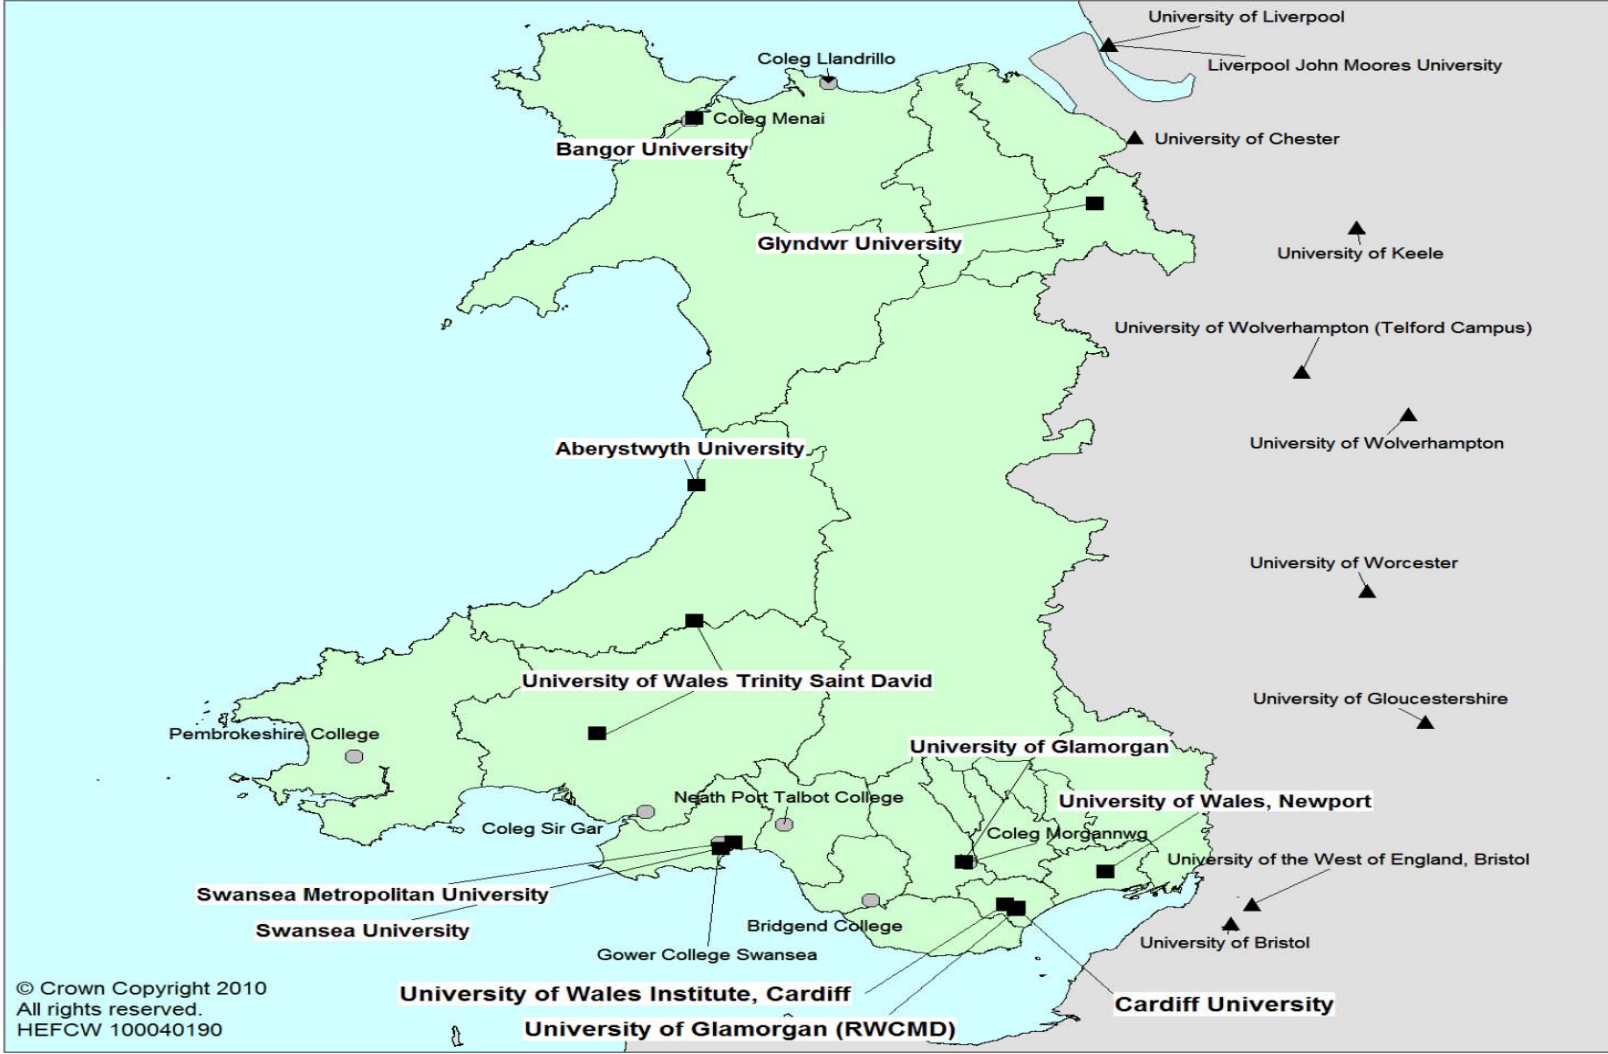 University of Liverpool
Coleg Llandrillo
Liverpool John Moores University
Coleg Menai
University of Chester
Bangor University
Glyndwr University
University of Keele
University of Wolverhampton (Telford Campus)
University of Wolverhampton
Aberystwyth University
University of Worcester
University of Wales Trinity Saint David
University of Gloucestershire
Pembrokeshire College
University of Glamorgan
Neath Port Talbot College
University of Wales, Newport
Coleg Sir Gar
Coleg Morgannwg
University of the West of England, Bristol
Swansea Metropolitan University
Swansea University
Bridgend College
University of Bristol
Gower College Swansea
University of Wales Institute, Cardiff
Cardiff University
University of Glamorgan (RWCMD)
© Crown Copyright 2010
All rights reserved.
HEFCW 100040190